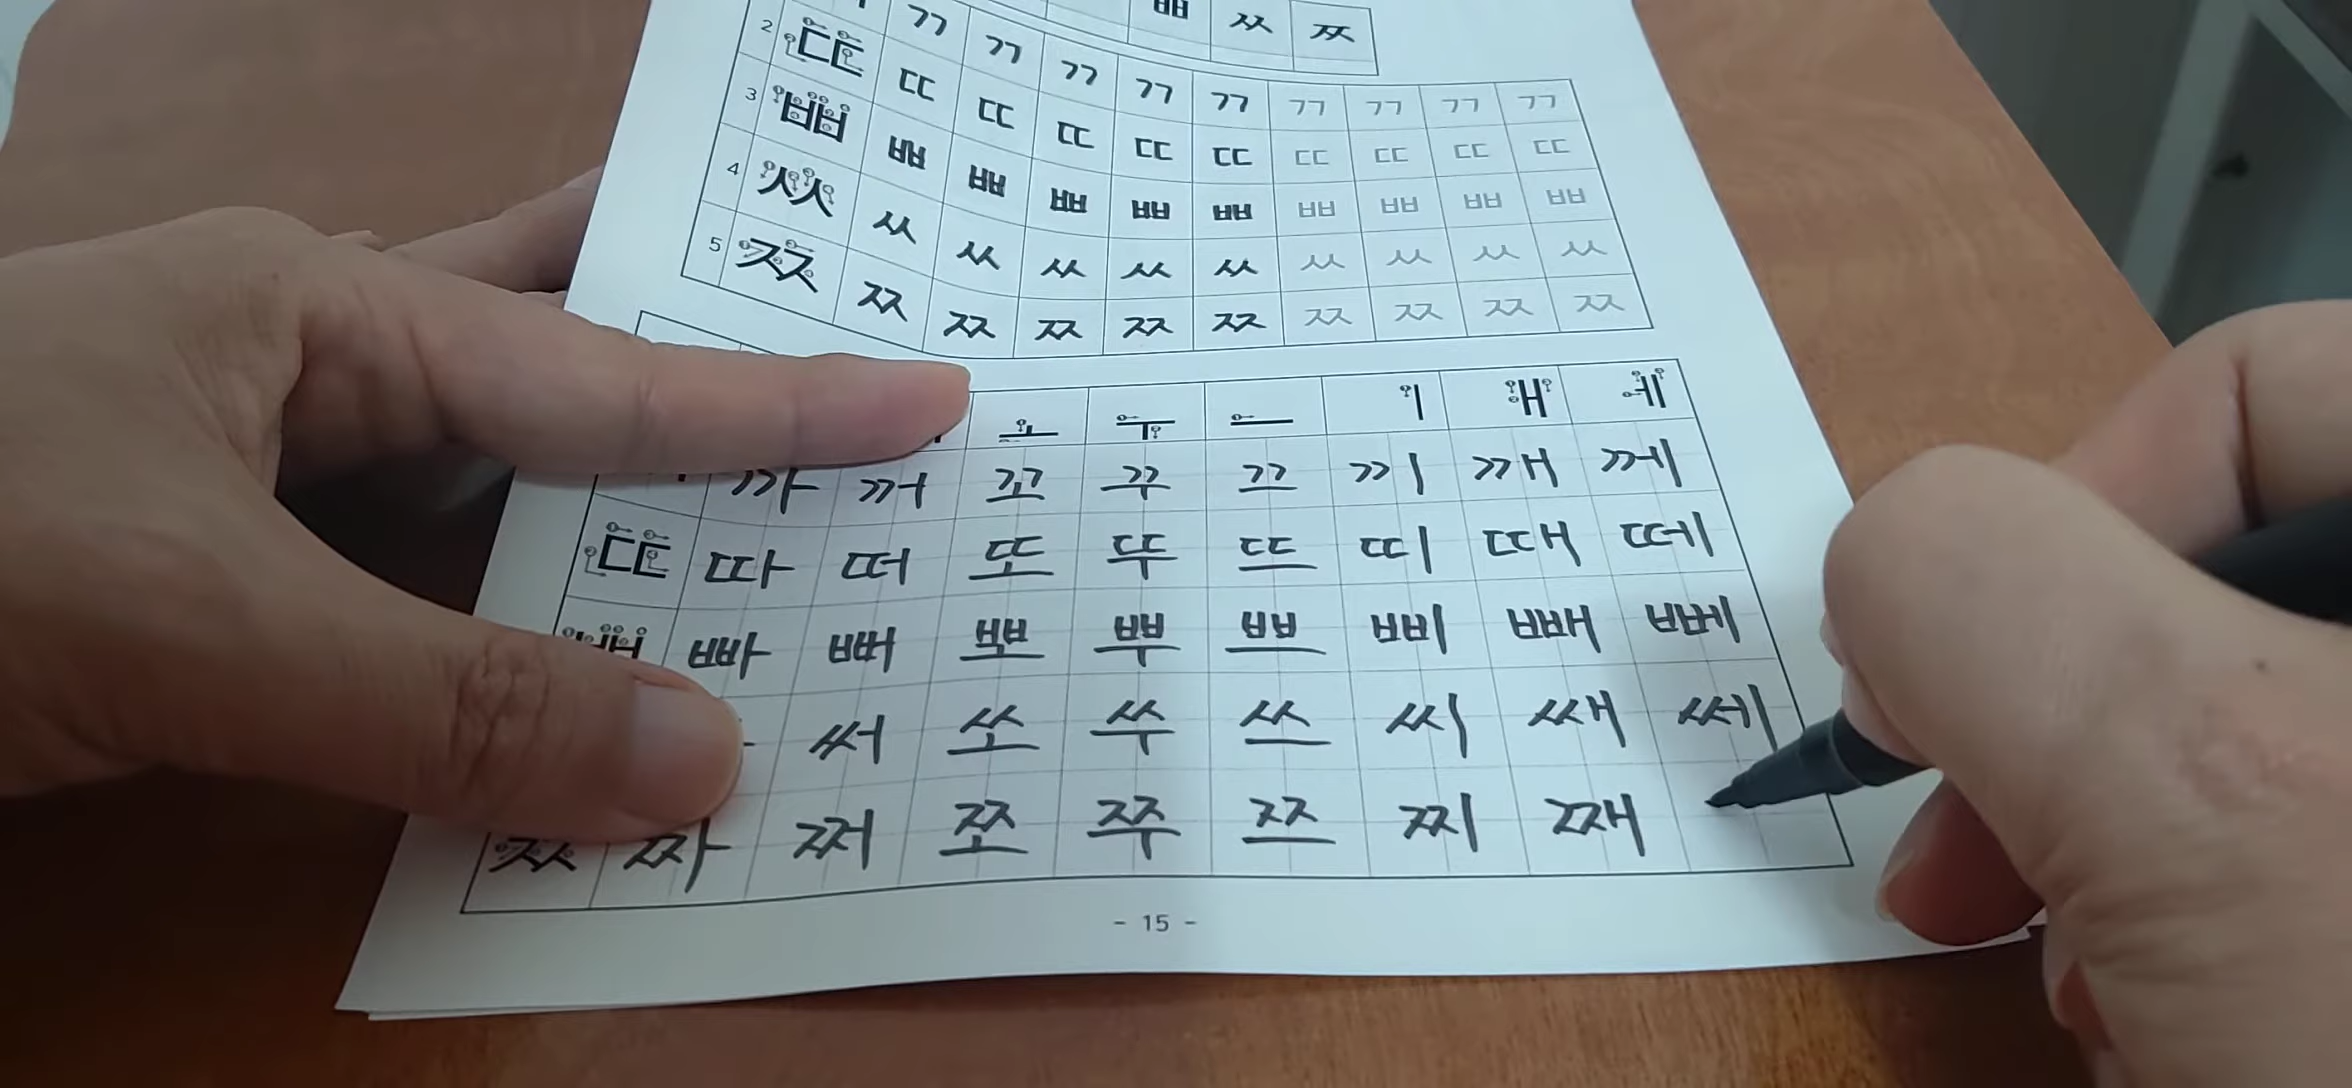 ㅃ ㅆ ㅉ
ㄲ ㄲ ㄲ ㄲ ㄲ ㄲ ㄲ ㄲ ㄲ
2 ㄸ ㄸ ㄸ ㄸ ㄸ ㄸ ㄸ ㄸ ㄸ ㄸ
3 ㅃ ㅃ ㅃ ㅃ ㅃ ㅃ ㅃ ㅃ ㅃ ㅃ
4 ㅆ ㅆ ㅆ ㅆ ㅆ ㅆ ㅆ ㅆ ㅆ ㅆ
5 ㅉ ㅉ ㅉ ㅉ ㅉ ㅉ ㅉ ㅉ ㅉ ㅉ
ㅗ ㅜ ㅡ ㅣ ㅐ ㅔ
까 꺼 꼬 꾸 끄 끼 깨 께
ㄸ 따 떠 또 뚜 뜨 띠 때 떼
ㅃ 빠 뻐 뽀 뿌 쁘 삐 빼 뻬
써 쏘 쑤 쓰 씨 쌔 쎄
ㅉ 짜 쩌 쪼 쭈 쯔 찌 째
- 15 -